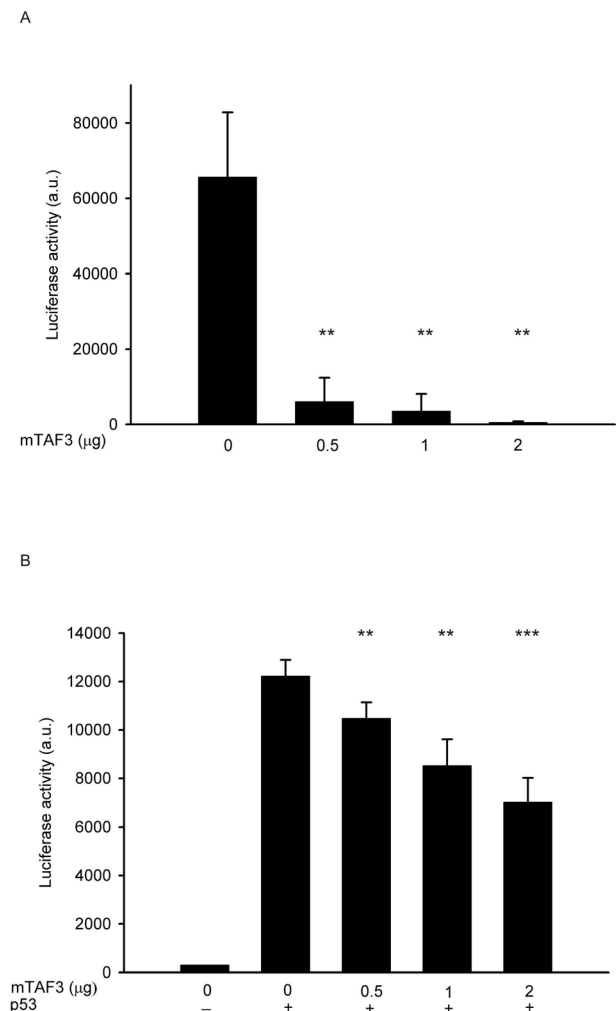 A
Luciferase activity (a.u.)
80000
60000
40000
20000
0
** ** **
mTAF3 (μg) 0 0.5 1 2
B
Luciferase activity (a.u.)
14000
12000
10000
8000
6000
4000
2000
0
** ** ***
mTAF3 (μg) 0 0 0.5 1 2
p53 – + + + +